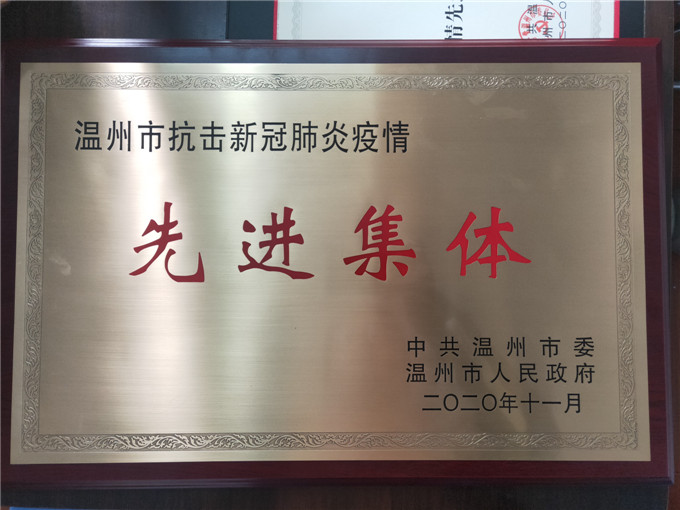 温州市抗击新冠肺炎疫情
先进集体
中共温州市委
温州市人民政府
二〇二〇年十一月